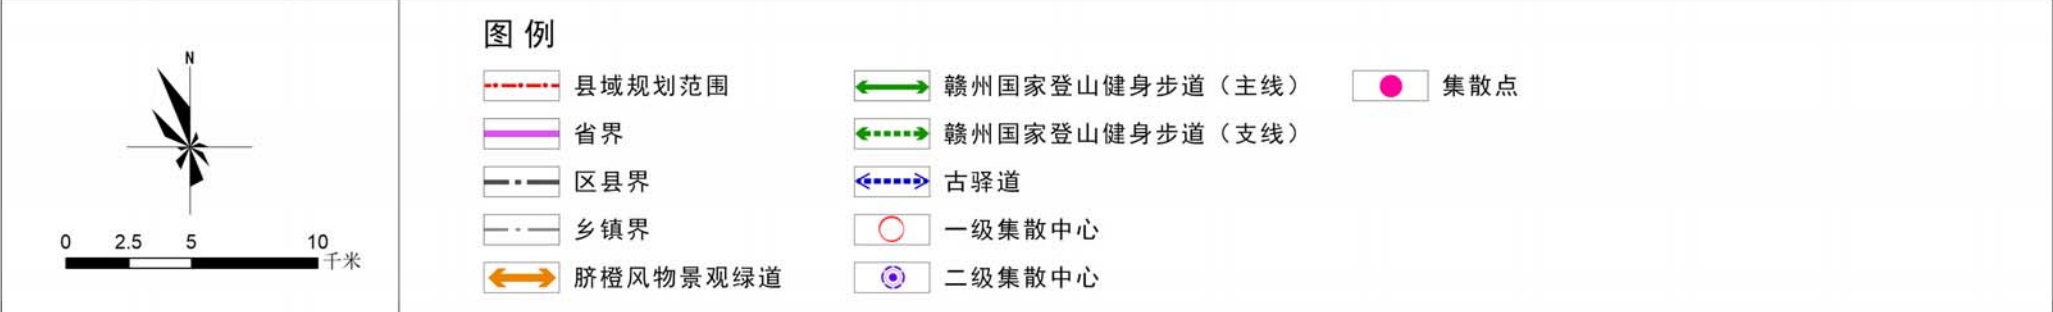 N
0 2.5 5 10 千米
图例
县域规划范围
省界
区县界
乡镇界
脐橙风物景观绿道
赣州国家登山健身步道（主线）
赣州国家登山健身步道（支线）
古驿道
一级集散中心
二级集散中心
集散点